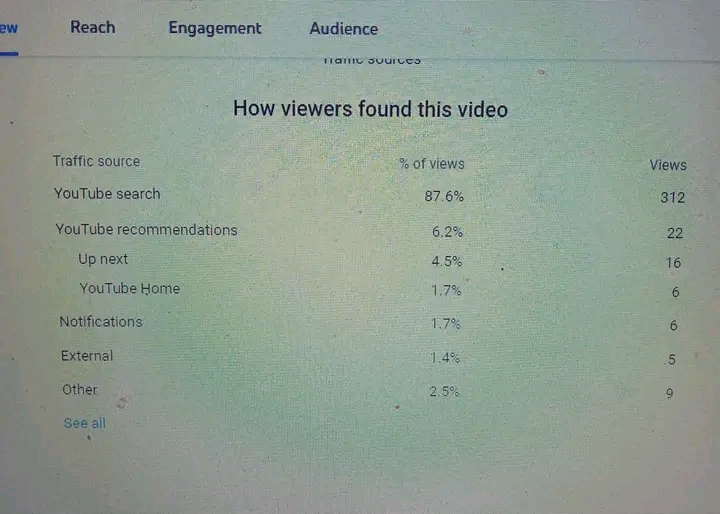 ew Reach Engagement Audience
Traffic sources
How viewers found this video
Traffic source % of views Views
YouTube search 87.6% 312
YouTube recommendations 6.2% 22
Up next 4.5% 16
YouTube Home 1.7% 6
Notifications 1.7% 6
External 1.4% 5
Other 2.5% 9
See all